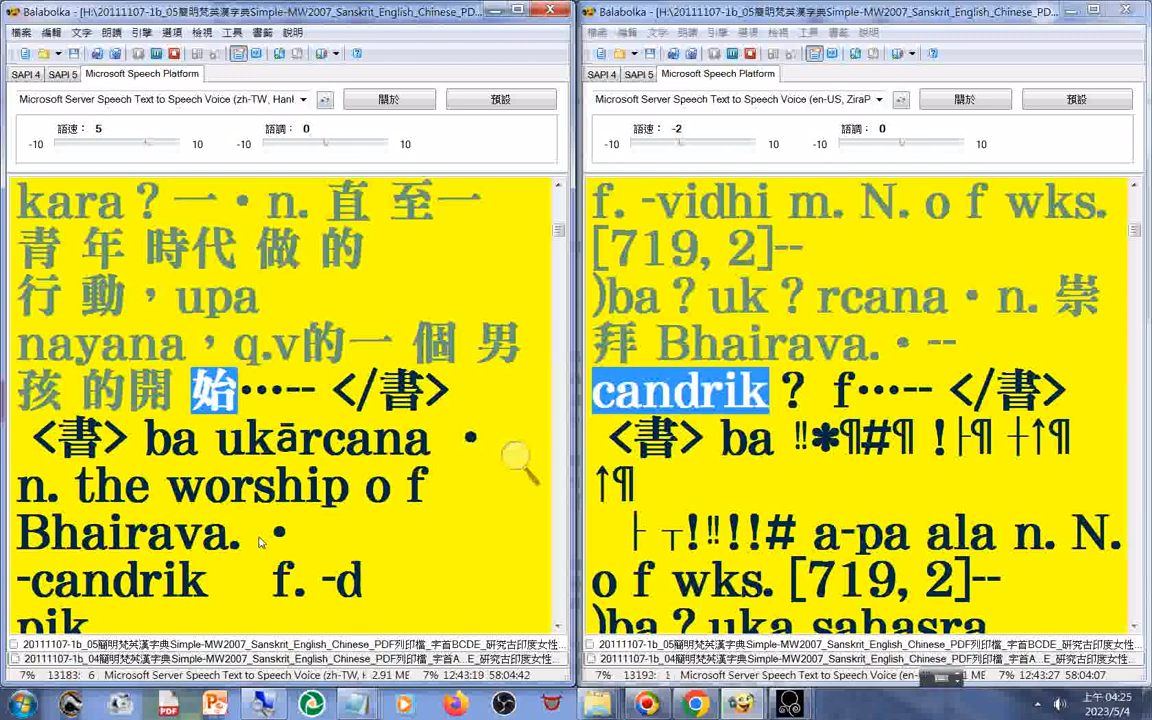 Balabolka - [H:\20111107-1b_05簡明梵英漢字典Simple-MW2007_Sanskrit_English_Chinese_PD...
檔案 編輯 文字 朗讀 引擎 選項 檢視 工具 書籤 說明
SAPI 4 SAPI 5 Microsoft Speech Platform
Microsoft Server Speech Text to Speech Voice (zh-TW, Hanl 關於 預設
語速： 5 語調： 0
-10 10 -10 10
kara？一・n. 直 至一
青 年 時代 做 的
行 動，upa
nayana，q.v的一 個 男
孩 的開 始…-- </書>
<書> ba ukārcana ・
n. the worship o f
Bhairava. ・
-candrik f. -d
pik
20111107-1b_05簡明梵英漢字典Simple-MW2007_Sanskrit_English_Chinese_PDF列印檔_字首BCDE_研究古印度女性...
20111107-1b_04簡明梵英漢字典Simple-MW2007_Sanskrit_English_Chinese_PDF列印檔_字首A...E_研究古印度女性...
7% 13183: 6 Microsoft Server Speech Text to Speech Voice (zh-TW, H 2.91 ME 7% 12:43:19 58:04:42
Balabolka - [H:\20111107-1b_05簡明梵英漢字典Simple-MW2007_Sanskrit_English_Chinese_PD...
檔案 編輯 文字 朗讀 引擎 選項 檢視 工具 書籤 說明
SAPI 4 SAPI 5 Microsoft Speech Platform
Microsoft Server Speech Text to Speech Voice (en-US, ZiraP 關於 預設
語速： -2 語調： 0
-10 10 -10 10
f. -vidhi m. N. o f wks.
[719, 2]--
)ba？uk？rcana・n. 崇
拜 Bhairava.・--
candrik？ f…-- </書>
<書> ba ‼✱¶#¶ !├¶ ┼↑¶
↑¶
├ ┬!‼!!# a-pa ala n. N.
o f wks. [719, 2]--
)ba？uka sahasra
20111107-1b_05簡明梵英漢字典Simple-MW2007_Sanskrit_English_Chinese_PDF列印檔_字首BCDE_研究古印度女性...
20111107-1b_04簡明梵英漢字典Simple-MW2007_Sanskrit_English_Chinese_PDF列印檔_字首A...E_研究古印度女性...
7% 13192: 1 Microsoft Server Speech Text to Speech Voice (en-U 2.91 ME 7% 12:43:27 58:04:07
PDF
上午 04:25
2023/5/4